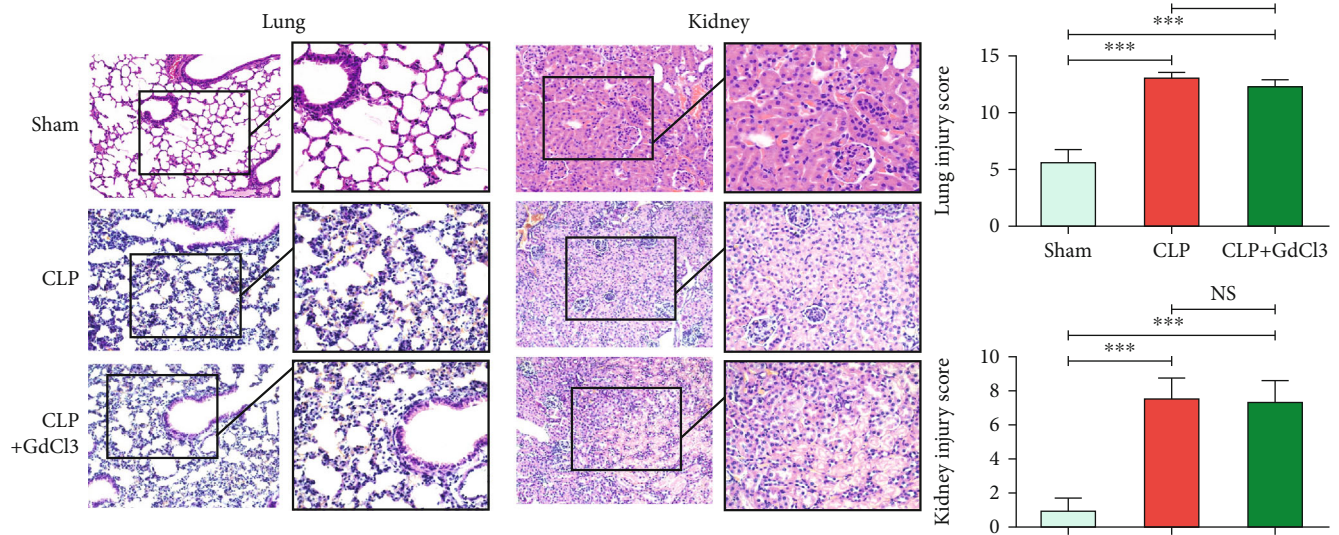 Lung
Kidney
Sham
CLP
CLP
+GdCl3
***
***
Lung injury score
15
10
5
0
Sham
CLP
CLP+GdCl3
NS
***
***
Kidney injury score
10
8
6
4
2
0